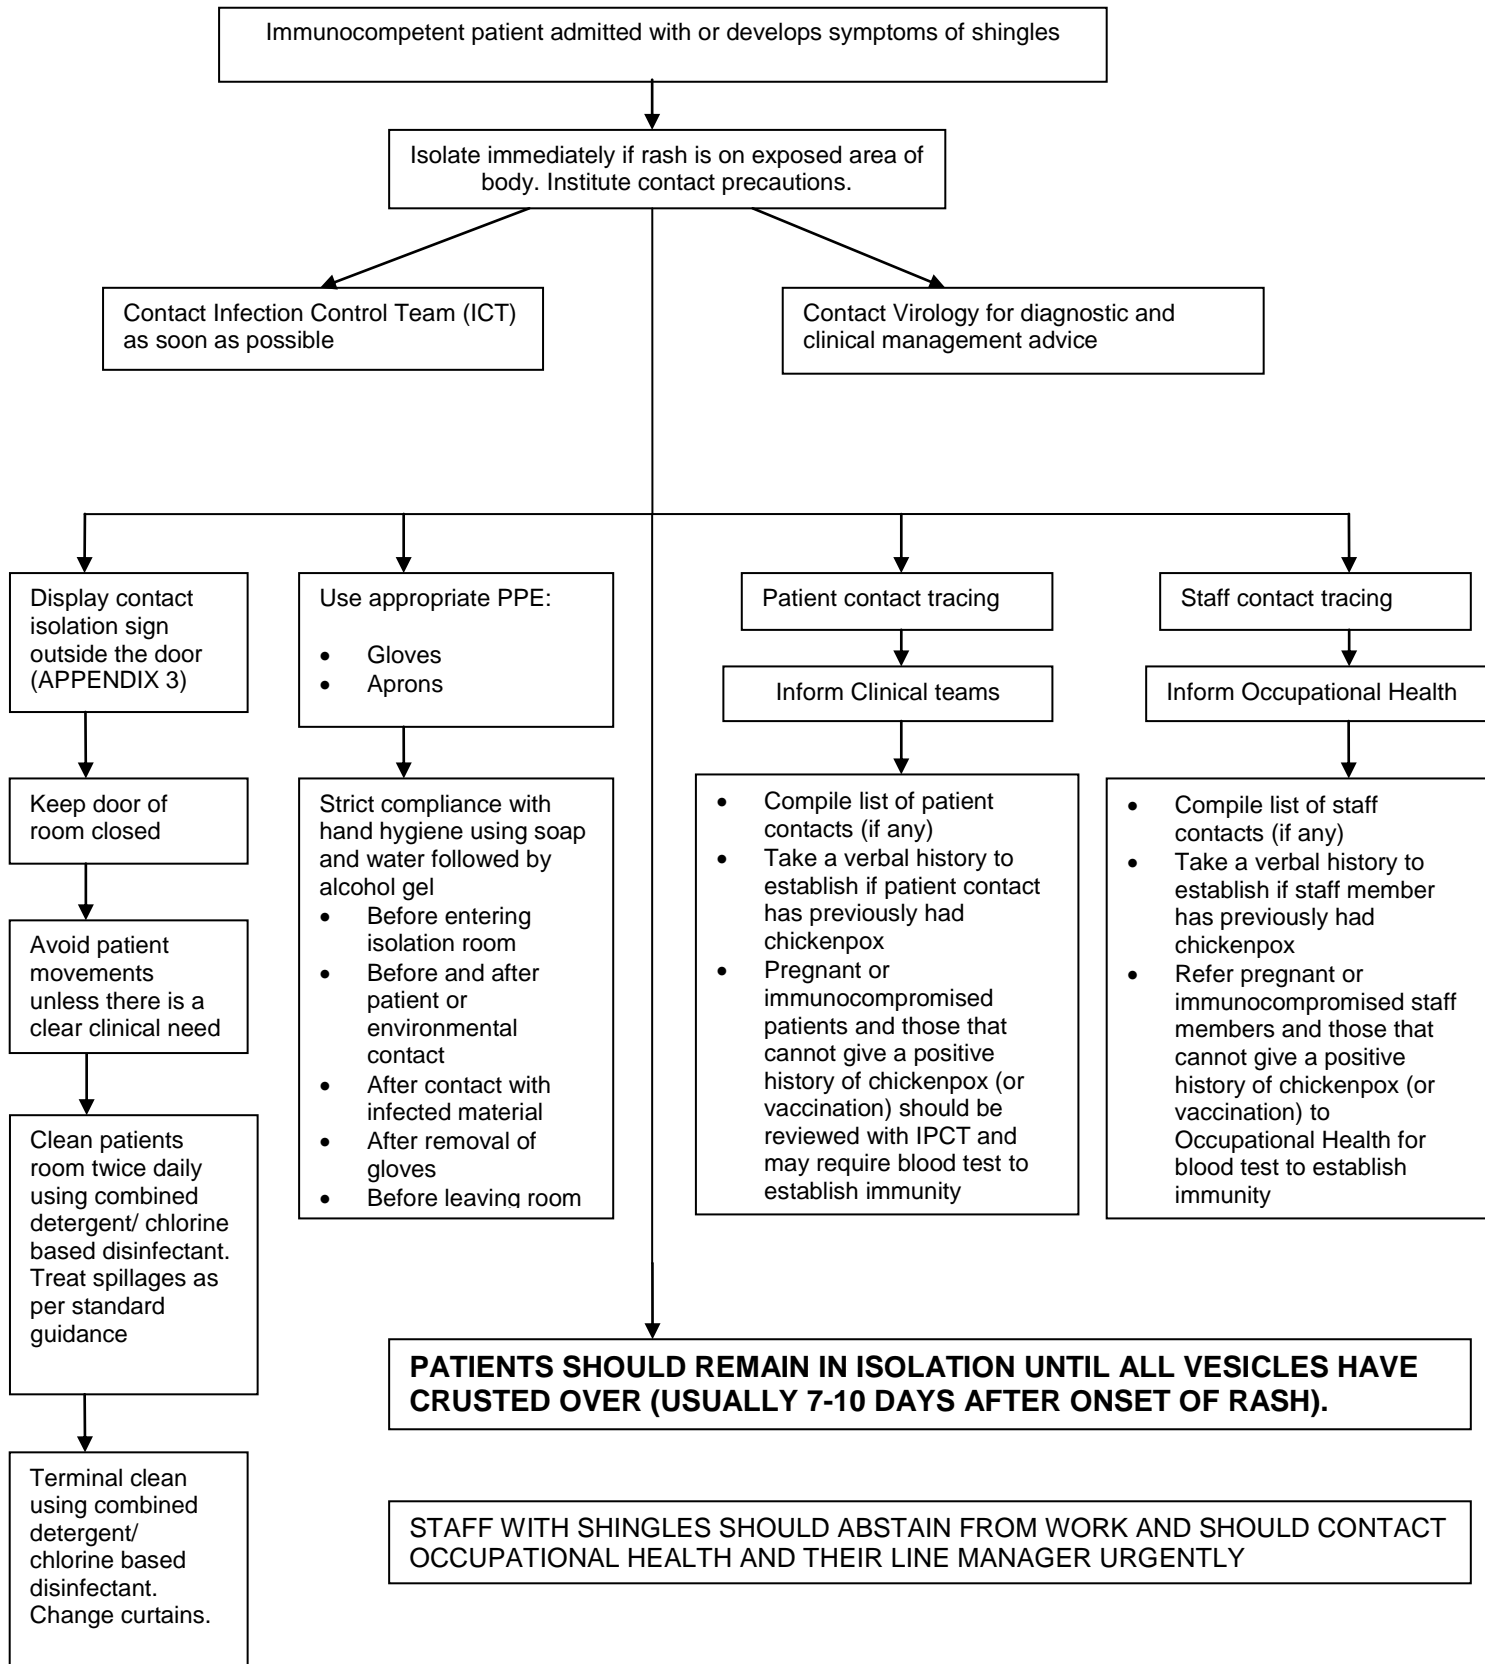 Immunocompetent patient admitted with or develops symptoms of shingles
Isolate immediately if rash is on exposed area of
body. Institute contact precautions.
Contact Infection Control Team (ICT)
as soon as possible
Contact Virology for diagnostic and
clinical management advice
Display contact
isolation sign
outside the door
(APPENDIX 3)
Keep door of
room closed
Avoid patient
movements
unless there is a
clear clinical need
Clean patients
room twice daily
using combined
detergent/ chlorine
based disinfectant.
Treat spillages as
per standard
guidance
Terminal clean
using combined
detergent/
chlorine based
disinfectant.
Change curtains.
Use appropriate PPE:
• Gloves
• Aprons
Strict compliance with
hand hygiene using soap
and water followed by
alcohol gel
• Before entering
isolation room
• Before and after
patient or
environmental
contact
• After contact with
infected material
• After removal of
gloves
• Before leaving room
Patient contact tracing
Inform Clinical teams
• Compile list of patient
contacts (if any)
• Take a verbal history to
establish if patient contact
has previously had
chickenpox
• Pregnant or
immunocompromised
patients and those that
cannot give a positive
history of chickenpox (or
vaccination) should be
reviewed with IPCT and
may require blood test to
establish immunity
Staff contact tracing
Inform Occupational Health
• Compile list of staff
contacts (if any)
• Take a verbal history to
establish if staff member
has previously had
chickenpox
• Refer pregnant or
immunocompromised staff
members and those that
cannot give a positive
history of chickenpox (or
vaccination) to
Occupational Health for
blood test to establish
immunity
PATIENTS SHOULD REMAIN IN ISOLATION UNTIL ALL VESICLES HAVE
CRUSTED OVER (USUALLY 7-10 DAYS AFTER ONSET OF RASH).
STAFF WITH SHINGLES SHOULD ABSTAIN FROM WORK AND SHOULD CONTACT
OCCUPATIONAL HEALTH AND THEIR LINE MANAGER URGENTLY